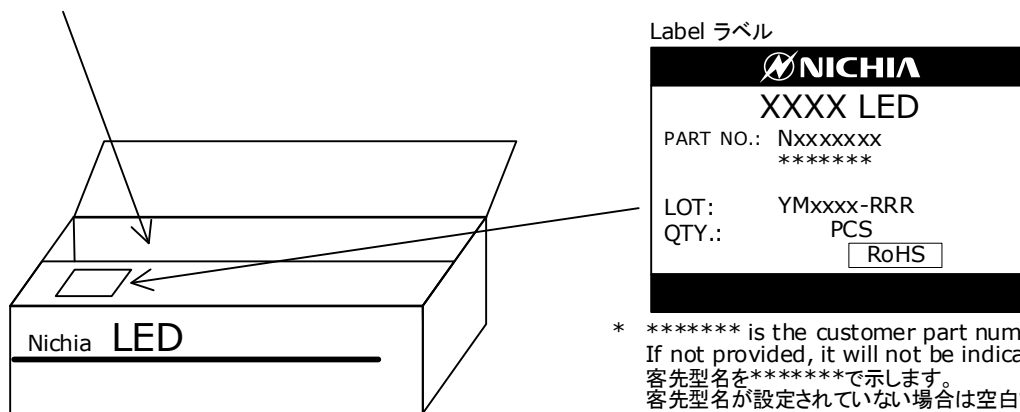 Label ラベル
NICHIA
XXXX LED
PART NO.: Nxxxxxxx
*******
LOT: YMxxxx-RRR
QTY.: PCS
RoHS
Nichia LED
* ******* is the customer part
If not provided, it will not be
客先型名を*******で示します。
客先型名が設定されていない場合は空白